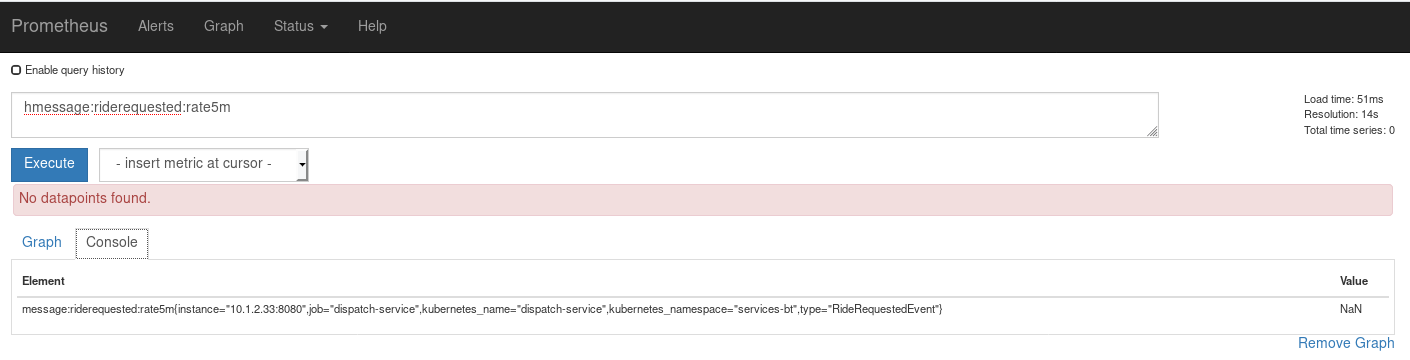 Prometheus Alerts Graph Status Help
Enable query history
hmessage:riderequested:rate5m
Load time: 51ms
Resolution: 14s
Total time series: 0
Execute - insert metric at cursor -
No datapoints found.
Graph Console
Element Value
message:riderequested:rate5m{instance="10.1.2.33:8080",job="dispatch-service",kubernetes_name="dispatch-service",kubernetes_namespace="services-bt",type="RideRequestedEvent"} NaN
Remove Graph